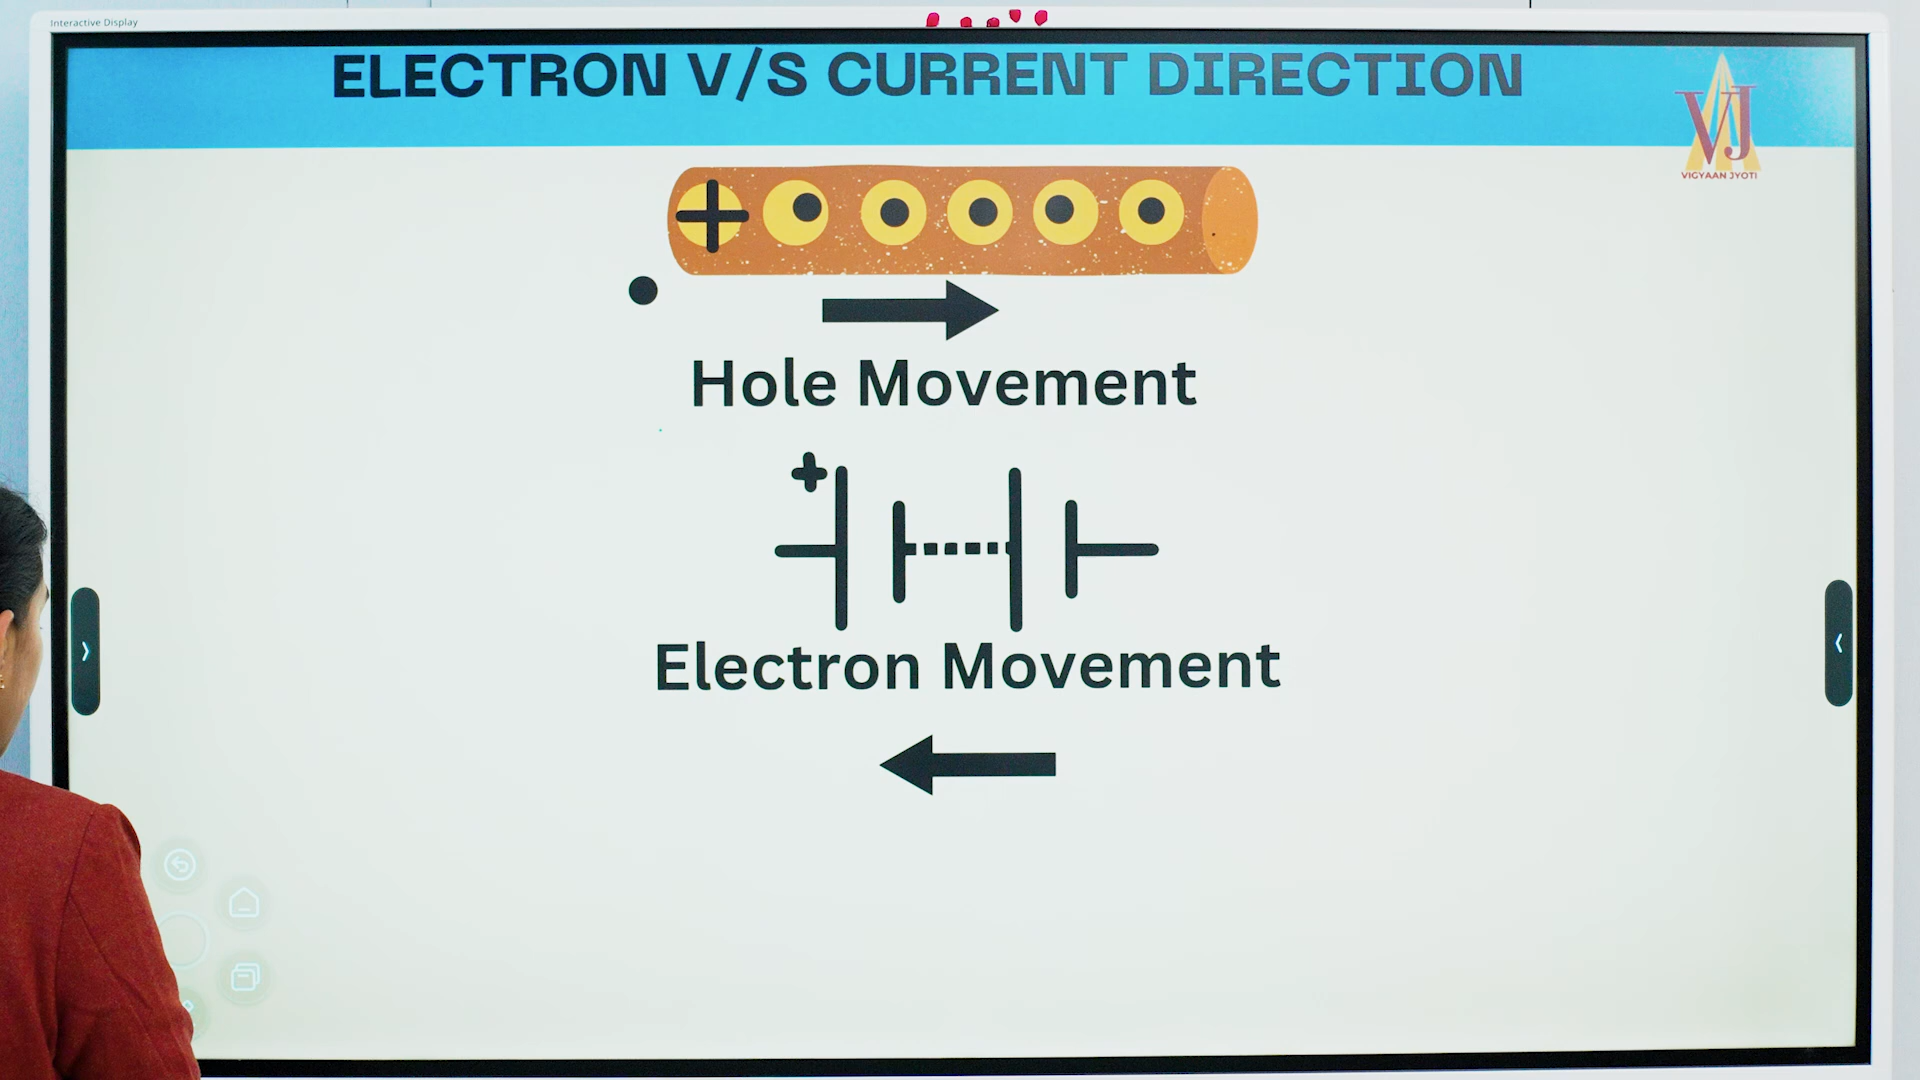 Interactive Display
ELECTRON V/S CURRENT DIRECTION
VJ
VIGYAAN JYOTI
+
Hole Movement
+
Electron Movement